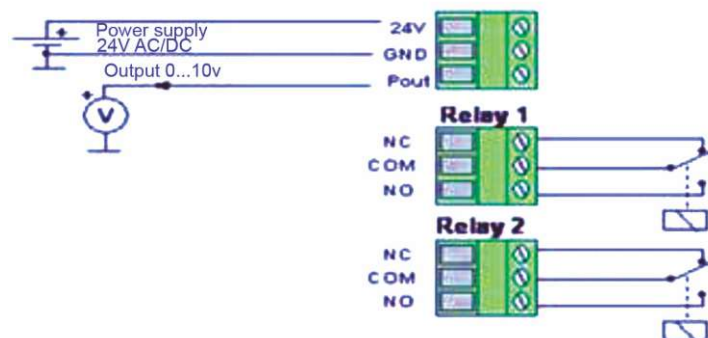 Power supply
24V AC/DC
Output 0...10v
V
24V
GND
Pout
Relay 1
NC
COM
NO
Relay 2
NC
COM
NO